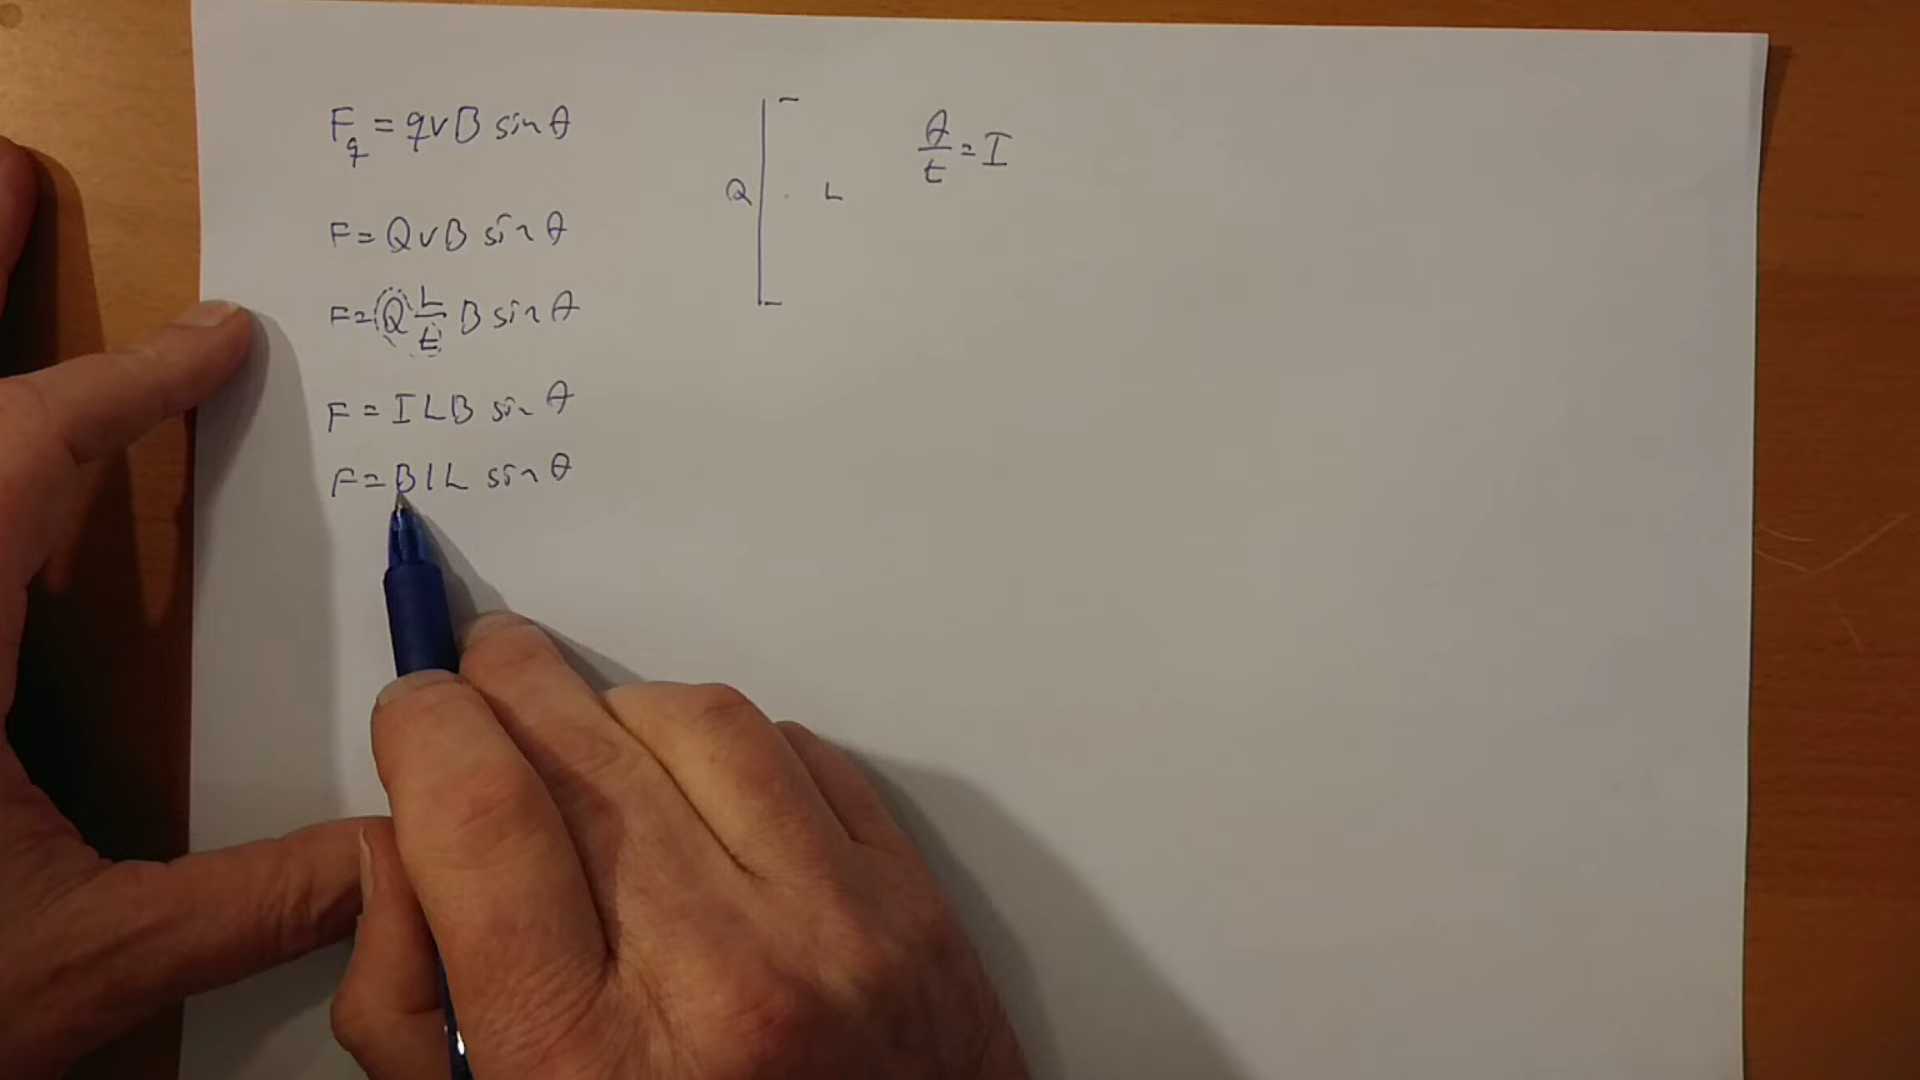 F_q = qvB sin θ
F = QvB sin θ
F = Q L/t B sin θ
F = ILB sin θ
F = BIL sin θ
Q L
θ/t = I